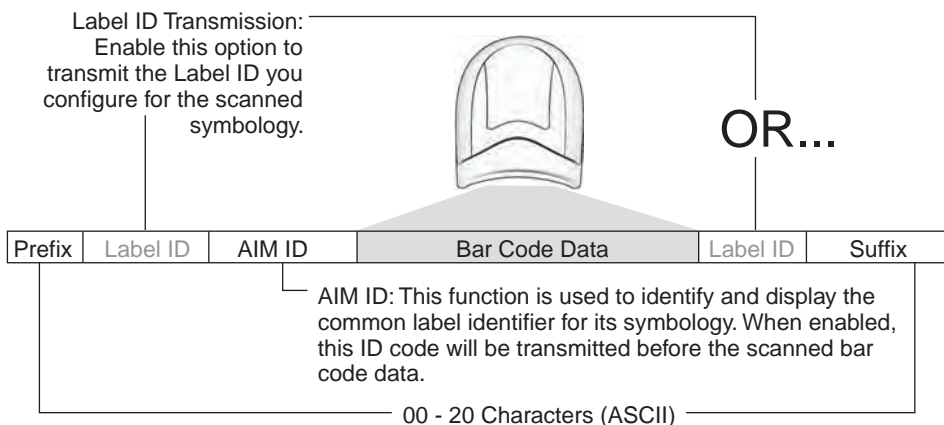 Label ID Transmission:
Enable this option to
transmit the Label ID you
configure for the scanned
symbology.
OR...
Prefix Label ID AIM ID Bar Code Data Label ID Suffix
AIM ID: This function is used to identify and display the
common label identifier for its symbology. When enabled,
this ID code will be transmitted before the scanned bar
code data.
00 - 20 Characters (ASCII)